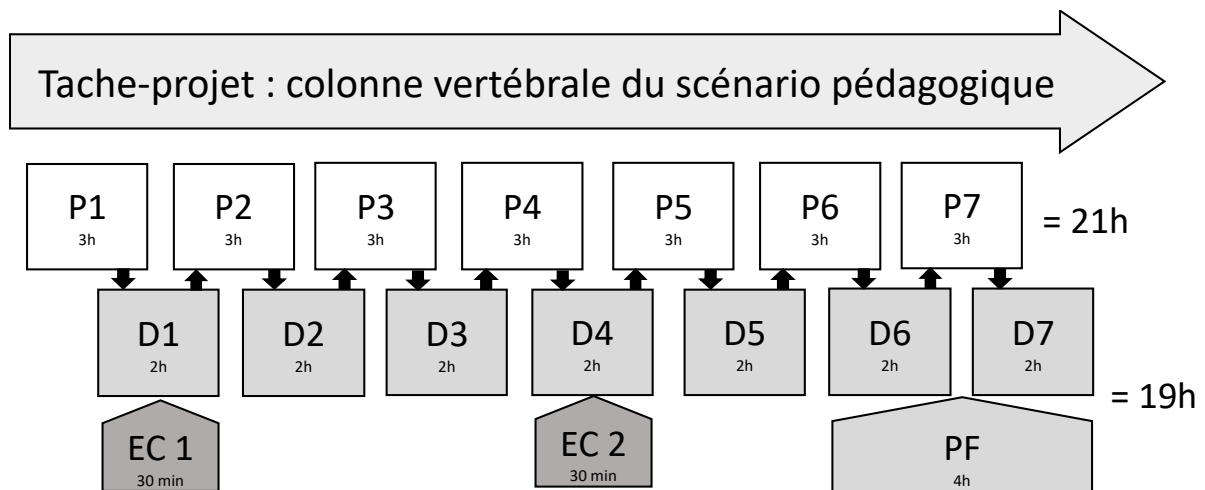 Tache-projet : colonne vertébrale du scénario pédagogique
P1
3h
P2
3h
P3
3h
P4
3h
P5
3h
P6
3h
P7
3h
= 21h
D1
2h
D2
2h
D3
2h
D4
2h
D5
2h
D6
2h
D7
2h
= 19h
EC 1
30 min
EC 2
30 min
PF
4h